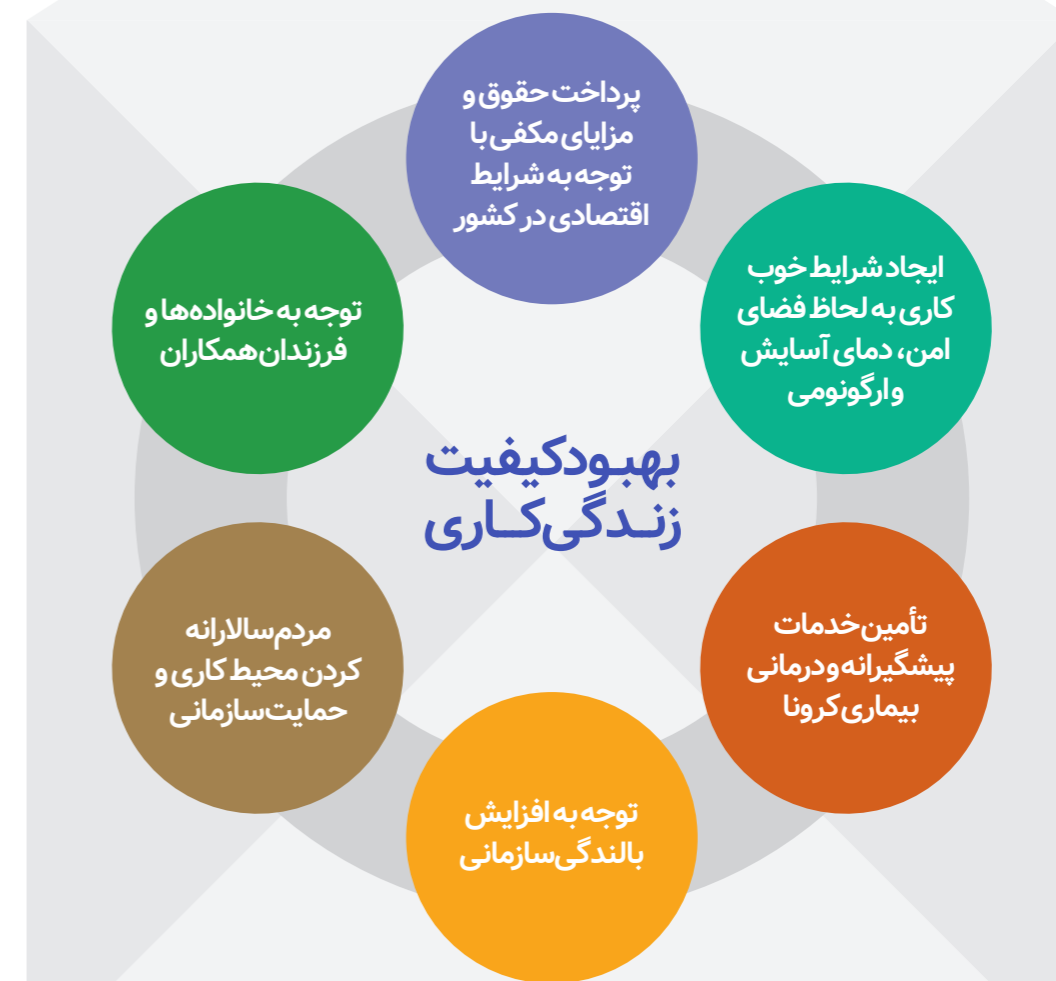 پرداخت حقوق و
مزایای مکفی با
توجه به شرایط
اقتصادی در کشور
ایجاد شرایط خوب
کاری به لحاظ فضای
امن، دمای آسایش
و ارگونومی
توجه به خانواده‌ها و
فرزندان همکاران
بهبود کیفیت
زنـدگی کــاری
تأمین خدمات
پیشگیرانه و درمانی
بیماری کرونا
مردم‌سالارانه
کردن محیط کاری و
حمایت سازمانی
توجه به افزایش
بالندگی سازمانی